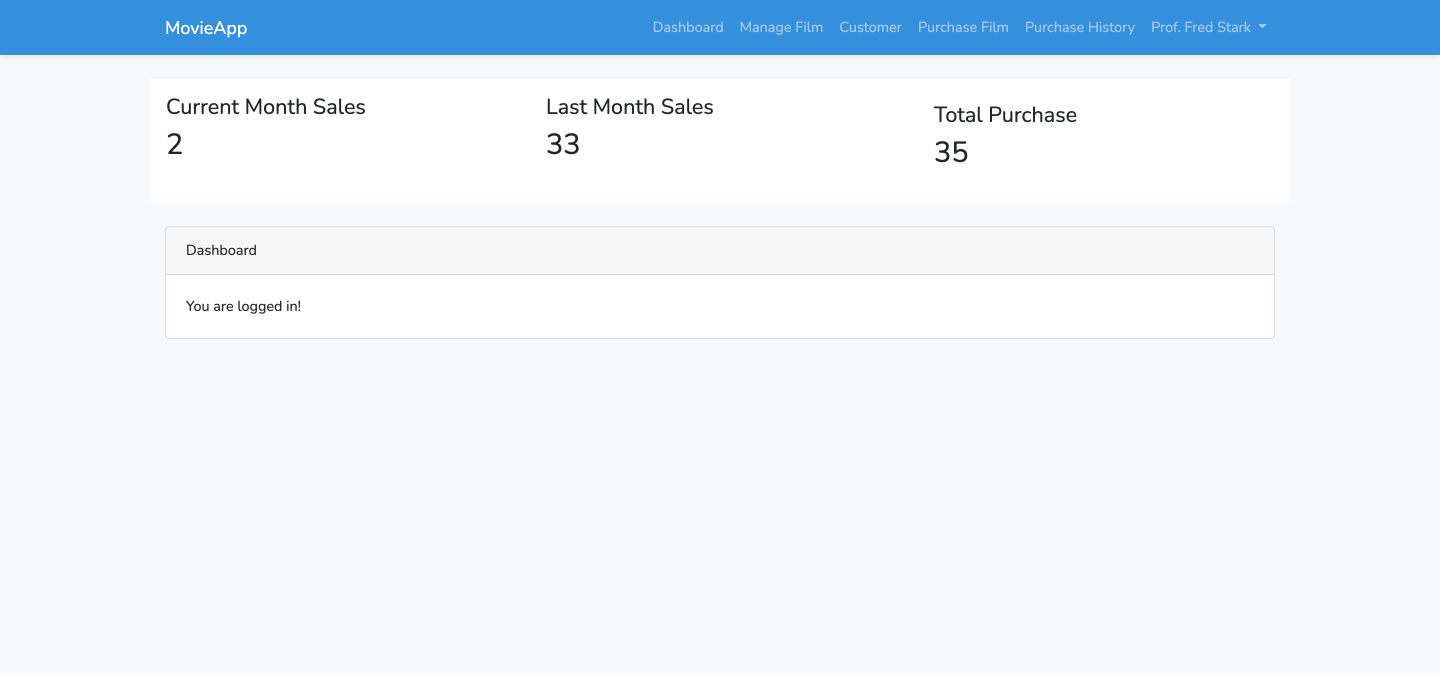 MovieApp
Dashboard Manage Film Customer Purchase Film Purchase History Prof. Fred Stark
Current Month Sales
2
Last Month Sales
33
Total Purchase
35
Dashboard
You are logged in!